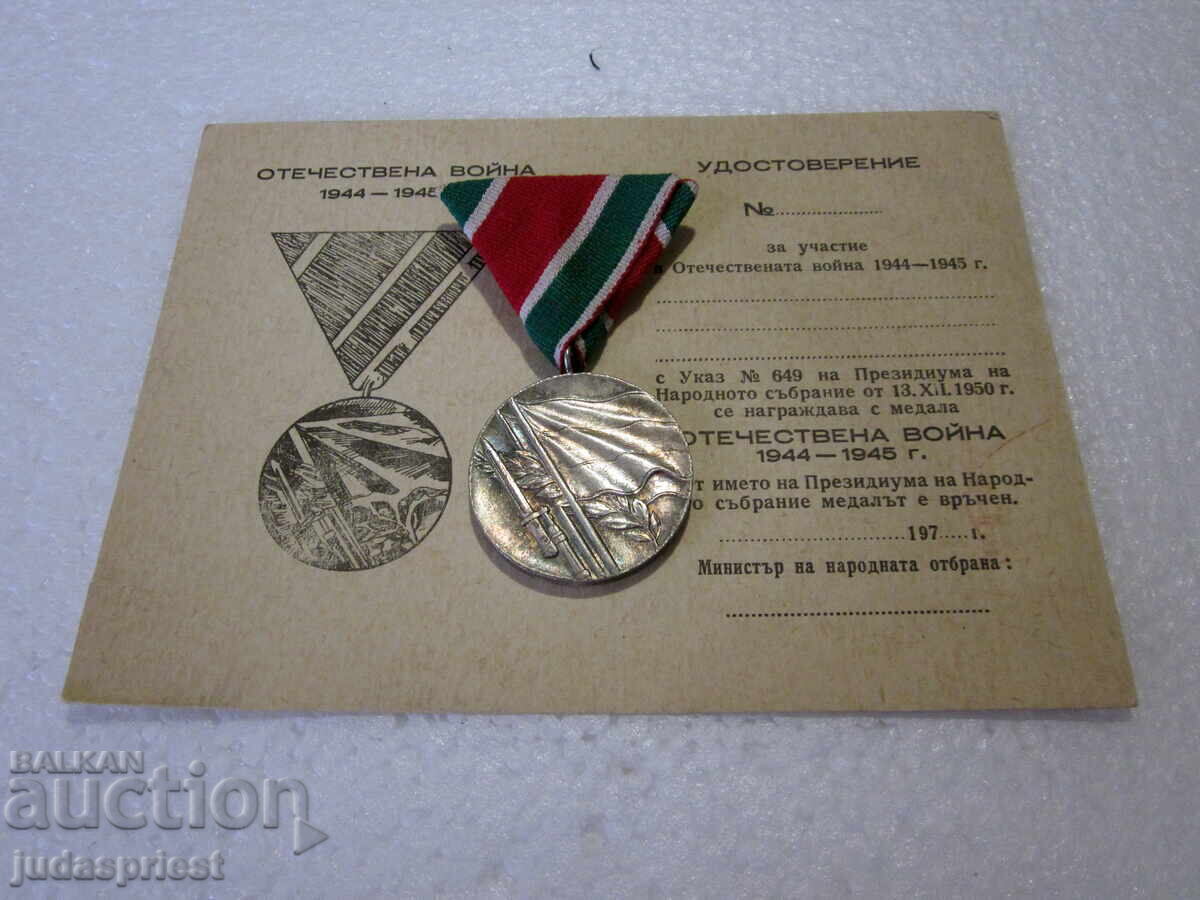 ОТЕЧЕСТВЕНА ВОЙНА
1944 — 1945
УДОСТОВЕРЕНИЕ
№....................
за участие
Отечествената война 1944—1945 г.
с Указ № 649 на Президиума на
Народното събрание от 13.XII.1950 г.
се награждава с медала
ОТЕЧЕСТВЕНА ВОЙНА
1944 — 1945 г.
от името на Президиума на Народ-
събрание медалът е връчен.
..............................197.....г.
Министър на народната отбрана:
BALKAN
auction
judaspriest